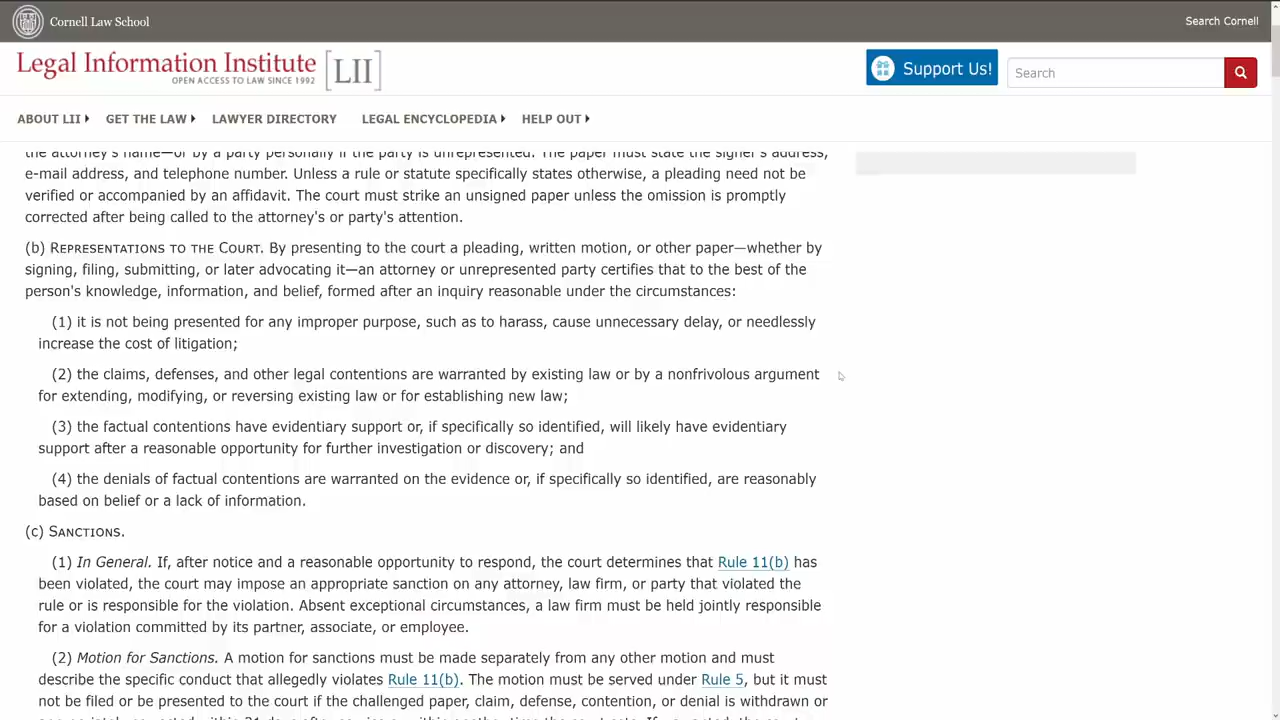 Cornell Law School
Search Cornell
Legal Information Institute [LII]
OPEN ACCESS TO LAW SINCE 1992
Support Us!
Search
ABOUT LII GET THE LAW LAWYER DIRECTORY LEGAL ENCYCLOPEDIA HELP OUT
the attorney's name—or by a party personally if the party is unrepresented. The paper must state the signer's address,
e-mail address, and telephone number. Unless a rule or statute specifically states otherwise, a pleading need not be
verified or accompanied by an affidavit. The court must strike an unsigned paper unless the omission is promptly
corrected after being called to the attorney's or party's attention.
(b) Representations to the Court. By presenting to the court a pleading, written motion, or other paper—whether by
signing, filing, submitting, or later advocating it—an attorney or unrepresented party certifies that to the best of the
person's knowledge, information, and belief, formed after an inquiry reasonable under the circumstances:
(1) it is not being presented for any improper purpose, such as to harass, cause unnecessary delay, or needlessly
increase the cost of litigation;
(2) the claims, defenses, and other legal contentions are warranted by existing law or by a nonfrivolous argument
for extending, modifying, or reversing existing law or for establishing new law;
(3) the factual contentions have evidentiary support or, if specifically so identified, will likely have evidentiary
support after a reasonable opportunity for further investigation or discovery; and
(4) the denials of factual contentions are warranted on the evidence or, if specifically so identified, are reasonably
based on belief or a lack of information.
(c) Sanctions.
(1) In General. If, after notice and a reasonable opportunity to respond, the court determines that Rule 11(b) has
been violated, the court may impose an appropriate sanction on any attorney, law firm, or party that violated the
rule or is responsible for the violation. Absent exceptional circumstances, a law firm must be held jointly responsible
for a violation committed by its partner, associate, or employee.
(2) Motion for Sanctions. A motion for sanctions must be made separately from any other motion and must
describe the specific conduct that allegedly violates Rule 11(b). The motion must be served under Rule 5, but it must
not be filed or be presented to the court if the challenged paper, claim, defense, contention, or denial is withdrawn or